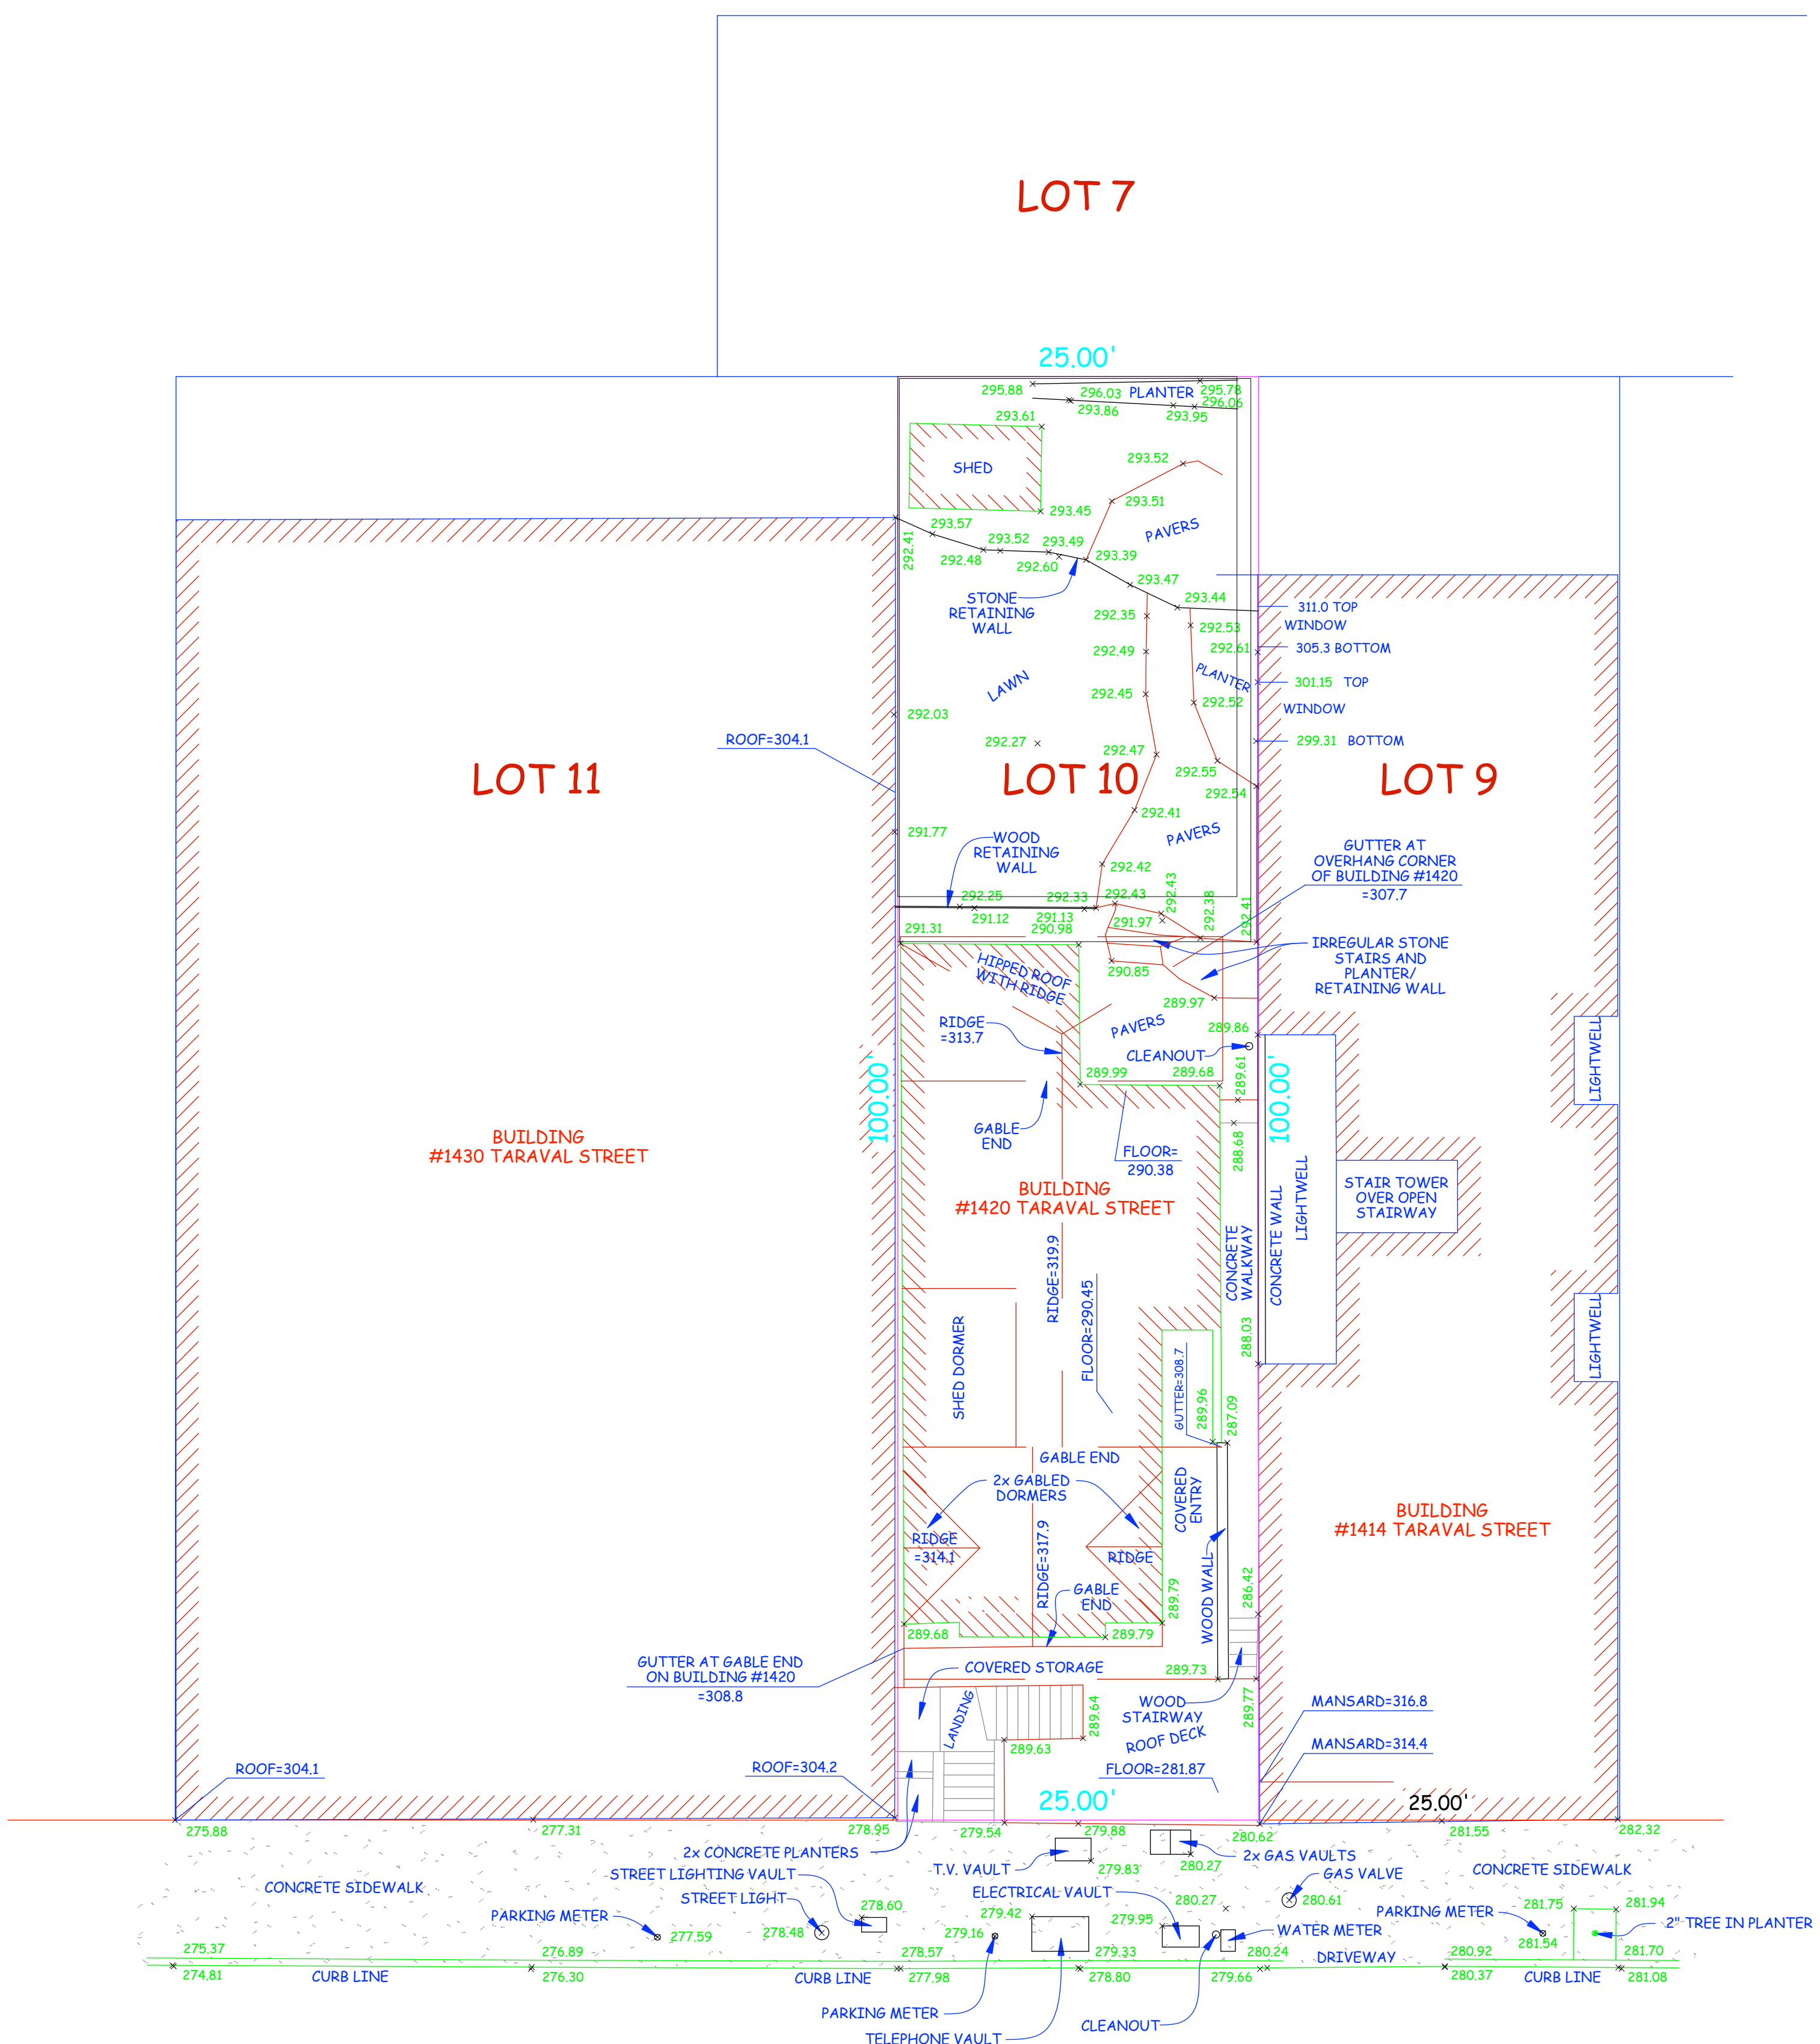 LOT 7
25.00'
295.88
296.03
PLANTER
295.78
293.86
293.95
296.06
293.61
SHED
293.52
293.51
293.45
PAVERS
293.57
292.41
292.48
293.52
293.49
292.60
293.39
293.47
STONE
RETAINING
WALL
293.44
292.35
292.53
292.49
292.61
311.0 TOP
WINDOW
305.3 BOTTOM
PLANTER
LAWN
292.45
292.52
301.15 TOP
WINDOW
292.03
292.27
292.47
299.31 BOTTOM
ROOF=304.1
292.55
292.54
LOT 11
LOT 10
LOT 9
292.41
291.77
WOOD
RETAINING
WALL
PAVERS
292.42
GUTTER AT
OVERHANG CORNER
OF BUILDING #1420
=307.7
292.25
292.33
292.43
292.43
292.38
292.41
291.12
291.13
291.97
291.31
290.98
IRREGULAR STONE
STAIRS AND
PLANTER/
RETAINING WALL
HIPPED ROOF
WITH RIDGE
290.85
289.97
RIDGE
=313.7
PAVERS
289.86
CLEANOUT
LIGHTWELL
289.99
289.68
289.61
100.00'
100.00'
GABLE
END
FLOOR=
290.38
288.68
BUILDING
#1430 TARAVAL STREET
BUILDING
#1420 TARAVAL STREET
STAIR TOWER
OVER OPEN
STAIRWAY
LIGHTWELL
CONCRETE WALL
CONCRETE
WALKWAY
RIDGE=319.9
FLOOR=290.45
SHED DORMER
288.03
LIGHTWELL
GUTTER=308.7
289.96
287.09
GABLE END
2x GABLED
DORMERS
COVERED
ENTRY
BUILDING
#1414 TARAVAL STREET
RIDGE
=314.1
RIDGE=317.9
RIDGE
WOOD WALL
GABLE
END
289.79
286.42
289.68
289.79
GUTTER AT GABLE END
ON BUILDING #1420
=308.8
COVERED STORAGE
289.73
LANDING
289.64
WOOD
STAIRWAY
289.77
MANSARD=316.8
ROOF DECK
289.63
MANSARD=314.4
ROOF=304.1
ROOF=304.2
FLOOR=281.87
25.00'
25.00'
275.88
277.31
278.95
279.54
279.88
280.62
281.55
282.32
2x CONCRETE PLANTERS
T.V. VAULT
279.83
280.27
2x GAS VAULTS
STREET LIGHTING VAULT
CONCRETE SIDEWALK
STREET LIGHT
ELECTRICAL VAULT
280.27
GAS VALVE
280.61
CONCRETE SIDEWALK
PARKING METER
277.59
278.60
278.48
279.42
279.16
279.95
WATER METER
PARKING METER
281.75
281.94
281.54
2" TREE IN PLANTER
275.37
276.89
278.57
279.33
280.24
DRIVEWAY
280.92
281.70
274.81
CURB LINE
276.30
CURB LINE
277.98
278.80
279.66
280.37
CURB LINE
281.08
PARKING METER
CLEANOUT
TELEPHONE VAULT